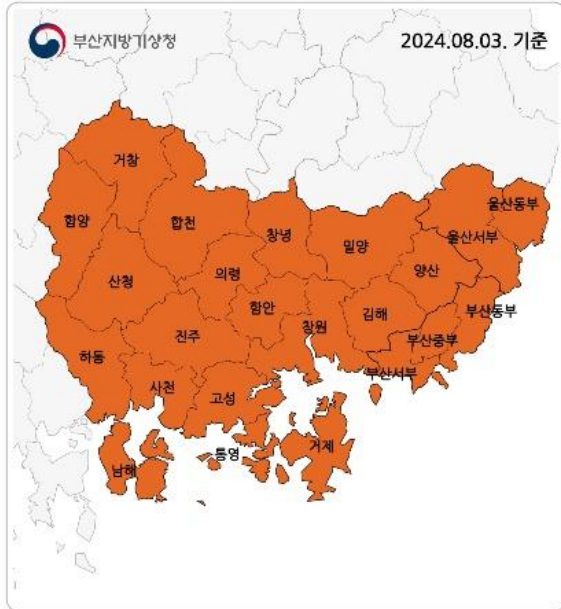 부산지방기상청
2024.08.03. 기준
거창
함양
합천
창녕
밀양
울산동부
울산서부
산청
의령
양산
함안
김해
부산동부
진주
창원
부산중부
하동
사천
고성
부산서부
남해
통영
거제